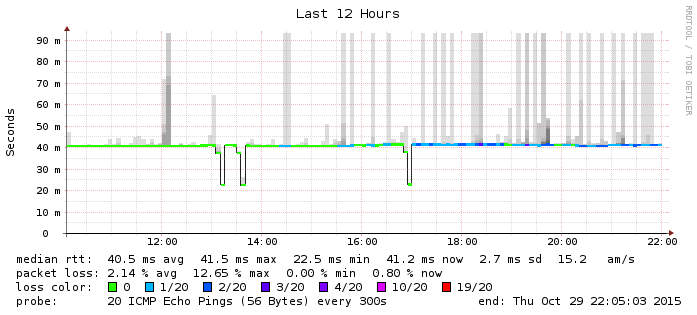 Last 12 Hours
RRDTOOL / TOBI OETIKER
Seconds
90 m
80 m
70 m
60 m
50 m
40 m
30 m
20 m
10 m
0
12:00 14:00 16:00 18:00 20:00 22:00
median rtt: 40.5 ms avg 41.5 ms max 22.5 ms min 41.2 ms now 2.7 ms sd 15.2 am/s
packet loss: 2.14 % avg 12.65 % max 0.00 % min 0.80 % now
loss color: 0 1/20 2/20 3/20 4/20 10/20 19/20
probe: 20 ICMP Echo Pings (56 Bytes) every 300s end: Thu Oct 29 22:05:03 2015